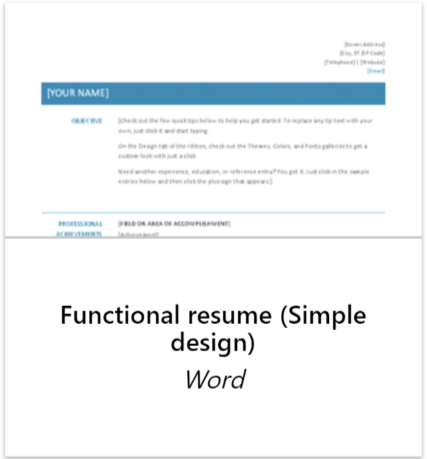 [Street Address]
[City, ST ZIP Code]
[Telephone] | [Website]
[Email]
[YOUR NAME]
OBJECTIVE
[Check out the few quick tips below to help you get started. To replace any tip text with your
own, just click it and start typing.
On the Design tab of the ribbon, check out the Themes, Colors, and Fonts galleries to get a
custom look with just a click.
Need another experience, education, or reference entry? You got it. Just click in the sample
entries below and then click the plus sign that appears.]
PROFESSIONAL
ACHIEVEMENTS
[FIELD OR AREA OF ACCOMPLISHMENT]
[Achievement]
Functional resume (Simple
design)
Word